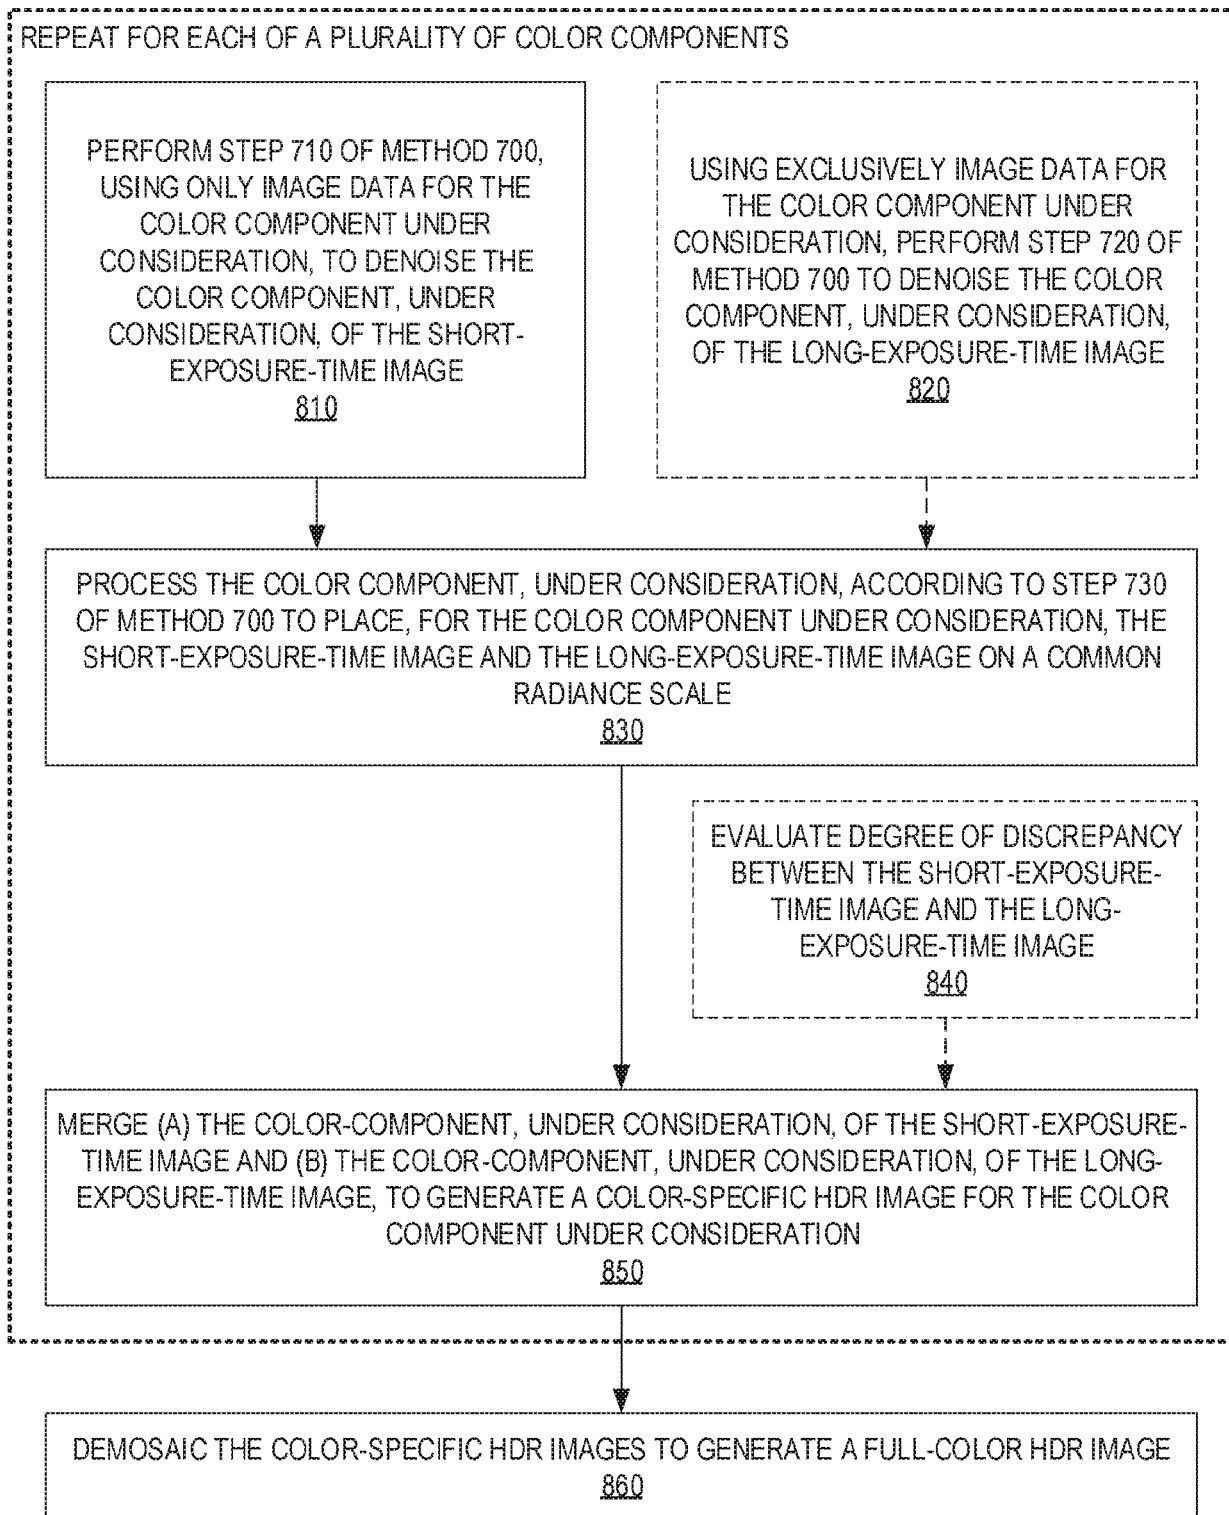 REPEAT FOR EACH OF A PLURALITY OF COLOR COMPONENTS
PERFORM STEP 710 OF METHOD 700,
USING ONLY IMAGE DATA FOR THE
COLOR COMPONENT UNDER
CONSIDERATION, TO DENOISE THE
COLOR COMPONENT, UNDER
CONSIDERATION, OF THE SHORT-
EXPOSURE-TIME IMAGE
810
USING EXCLUSIVELY IMAGE DATA FOR
THE COLOR COMPONENT UNDER
CONSIDERATION, PERFORM STEP 720 OF
METHOD 700 TO DENOISE THE COLOR
COMPONENT, UNDER CONSIDERATION,
OF THE LONG-EXPOSURE-TIME IMAGE
820
PROCESS THE COLOR COMPONENT, UNDER CONSIDERATION, ACCORDING TO STEP 730
OF METHOD 700 TO PLACE, FOR THE COLOR COMPONENT UNDER CONSIDERATION, THE
SHORT-EXPOSURE-TIME IMAGE AND THE LONG-EXPOSURE-TIME IMAGE ON A COMMON
RADIANCE SCALE
830
EVALUATE DEGREE OF DISCREPANCY
BETWEEN THE SHORT-EXPOSURE-
TIME IMAGE AND THE LONG-
EXPOSURE-TIME IMAGE
840
MERGE (A) THE COLOR-COMPONENT, UNDER CONSIDERATION, OF THE SHORT-EXPOSURE-
TIME IMAGE AND (B) THE COLOR-COMPONENT, UNDER CONSIDERATION, OF THE LONG-
EXPOSURE-TIME IMAGE, TO GENERATE A COLOR-SPECIFIC HDR IMAGE FOR THE COLOR
COMPONENT UNDER CONSIDERATION
850
DEMOSAIC THE COLOR-SPECIFIC HDR IMAGES TO GENERATE A FULL-COLOR HDR IMAGE
860